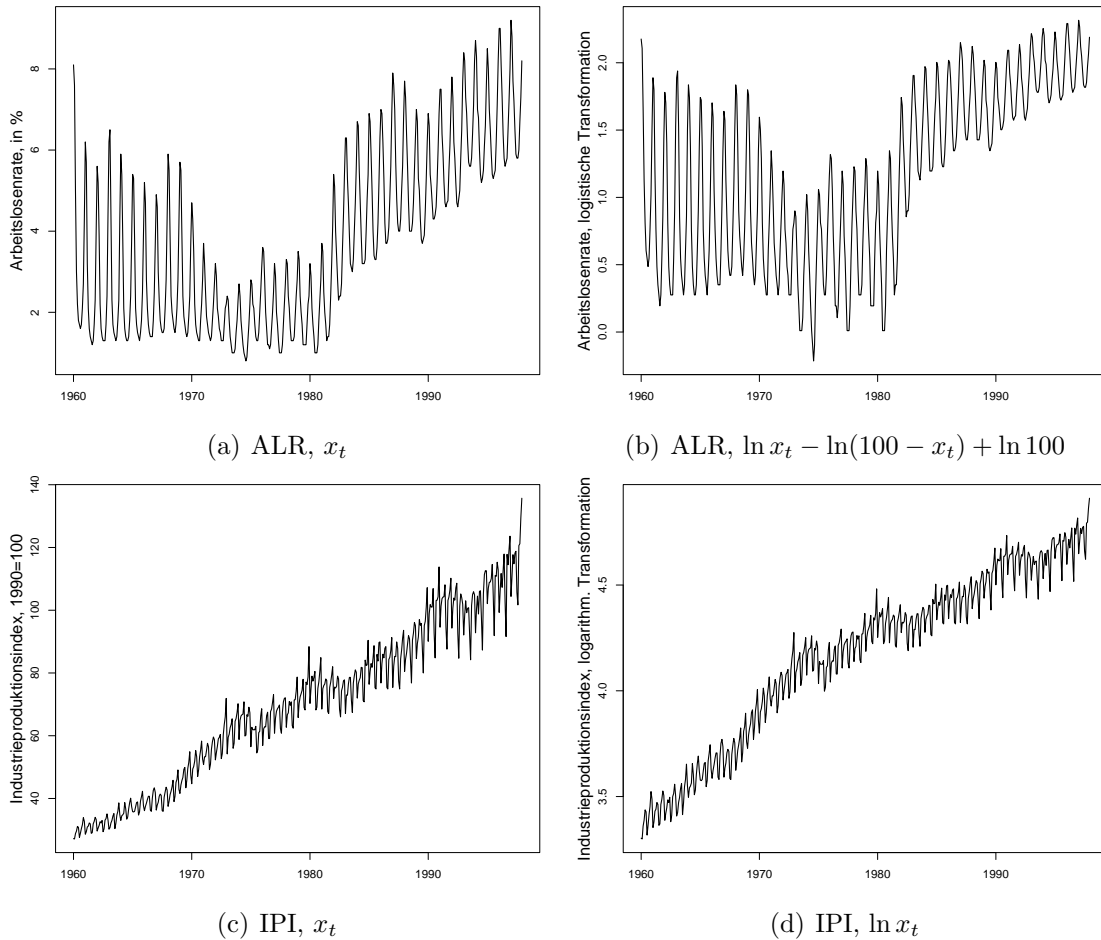 Arbeitslosenrate, in %
8
6
4
2
1960 1970 1980 1990
(a) ALR, x_t
Arbeitslosenrate, logistische Transformation
2.0
1.5
1.0
0.5
0.0
1960 1970 1980 1990
(b) ALR, ln x_t − ln(100 − x_t) + ln 100
Industrieproduktionsindex, 1990=100
140
120
100
80
60
40
1960 1970 1980 1990
(c) IPI, x_t
Industrieproduktionsindex, logarithm. Transformation
4.5
4.0
3.5
1960 1970 1980 1990
(d) IPI, ln x_t